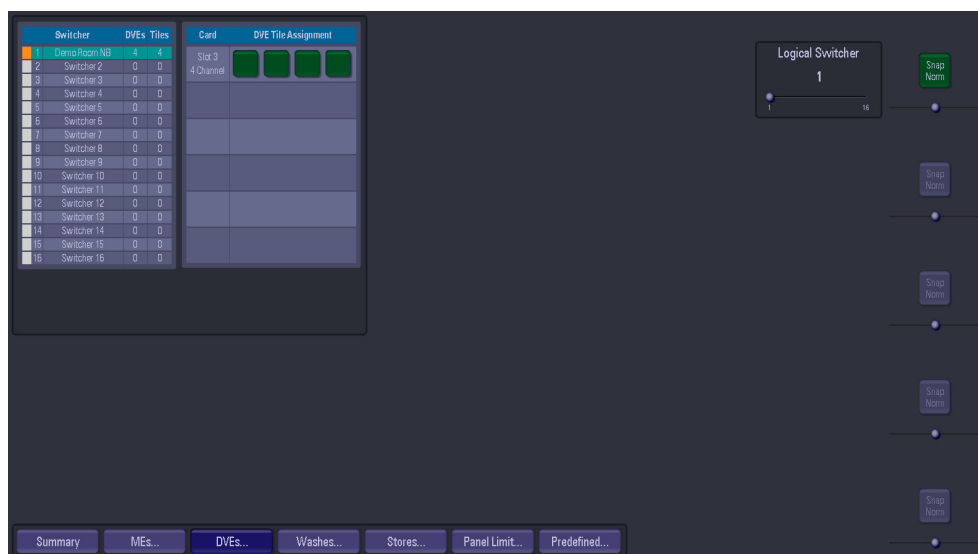 Switcher DVEs Tiles
1 Demo Room NB 4 4
2 Switcher 2 0 0
3 Switcher 3 0 0
4 Switcher 4 0 0
5 Switcher 5 0 0
6 Switcher 6 0 0
7 Switcher 7 0 0
8 Switcher 8 0 0
9 Switcher 9 0 0
10 Switcher 10 0 0
11 Switcher 11 0 0
12 Switcher 12 0 0
13 Switcher 13 0 0
14 Switcher 14 0 0
15 Switcher 15 0 0
16 Switcher 16 0 0
Card DVE Tile Assignment
Slot 3
4 Channel
Logical Switcher
1
1 16
Snap
Norm
Snap
Norm
Snap
Norm
Snap
Norm
Snap
Norm
Summary MEs... DVEs... Washes... Stores... Panel Limit... Predefined...